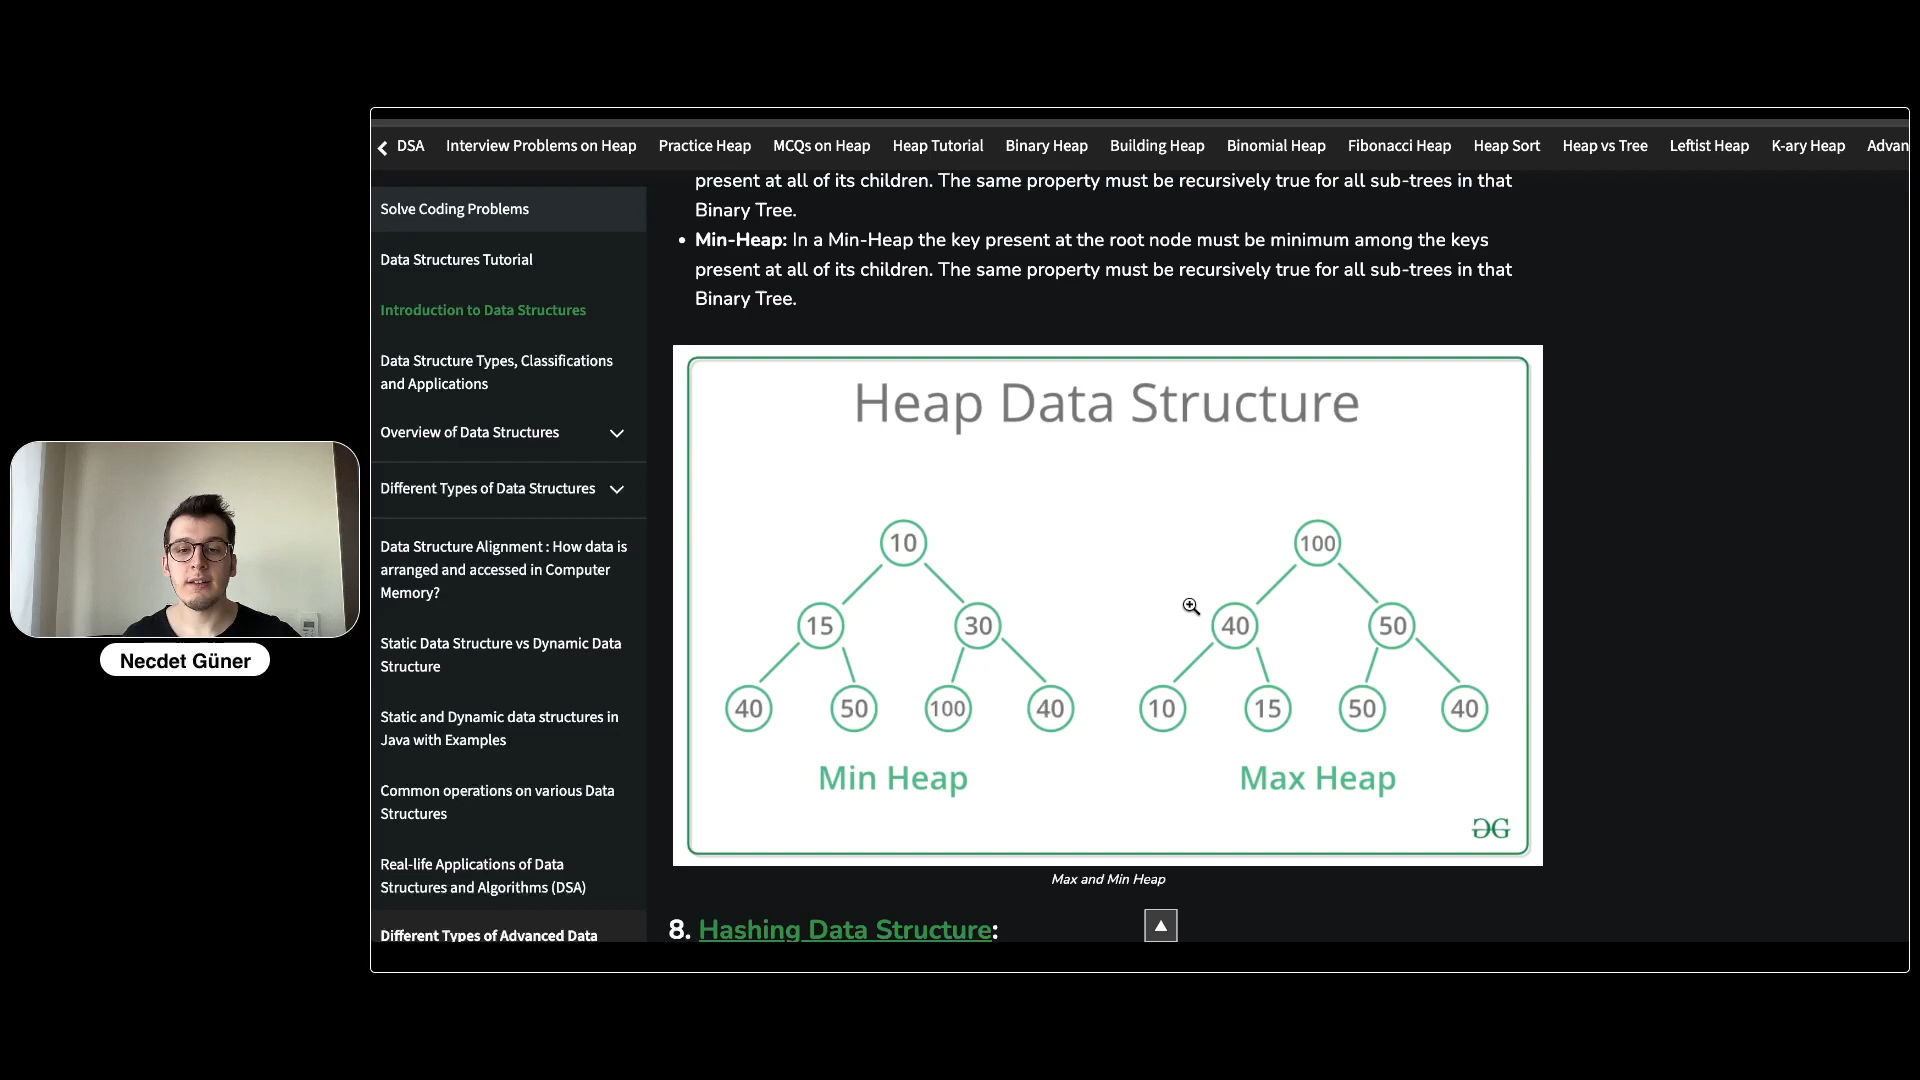 DSA Interview Problems on Heap Practice Heap MCQs on Heap Heap Tutorial Binary Heap Building Heap Binomial Heap Fibonacci Heap Heap Sort Heap vs Tree Leftist Heap K-ary Heap Advan
Solve Coding Problems
Data Structures Tutorial
Introduction to Data Structures
Data Structure Types, Classifications
and Applications
Overview of Data Structures
Different Types of Data Structures
Data Structure Alignment : How data is
arranged and accessed in Computer
Memory?
Static Data Structure vs Dynamic Data
Structure
Static and Dynamic data structures in
Java with Examples
Common operations on various Data
Structures
Real-life Applications of Data
Structures and Algorithms (DSA)
Different Types of Advanced Data
present at all of its children. The same property must be recursively true for all sub-trees in that
Binary Tree.
• Min-Heap: In a Min-Heap the key present at the root node must be minimum among the keys
present at all of its children. The same property must be recursively true for all sub-trees in that
Binary Tree.
Heap Data Structure
10
15 30
40 50 100 40
Min Heap
100
40 50
10 15 50 40
Max Heap
Max and Min Heap
8. Hashing Data Structure:
Necdet Güner